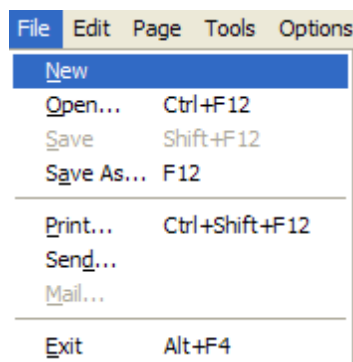 File Edit Page Tools Options
New
Open... Ctrl+F12
Save Shift+F12
Save As... F12
Print... Ctrl+Shift+F12
Send...
Mail...
Exit Alt+F4